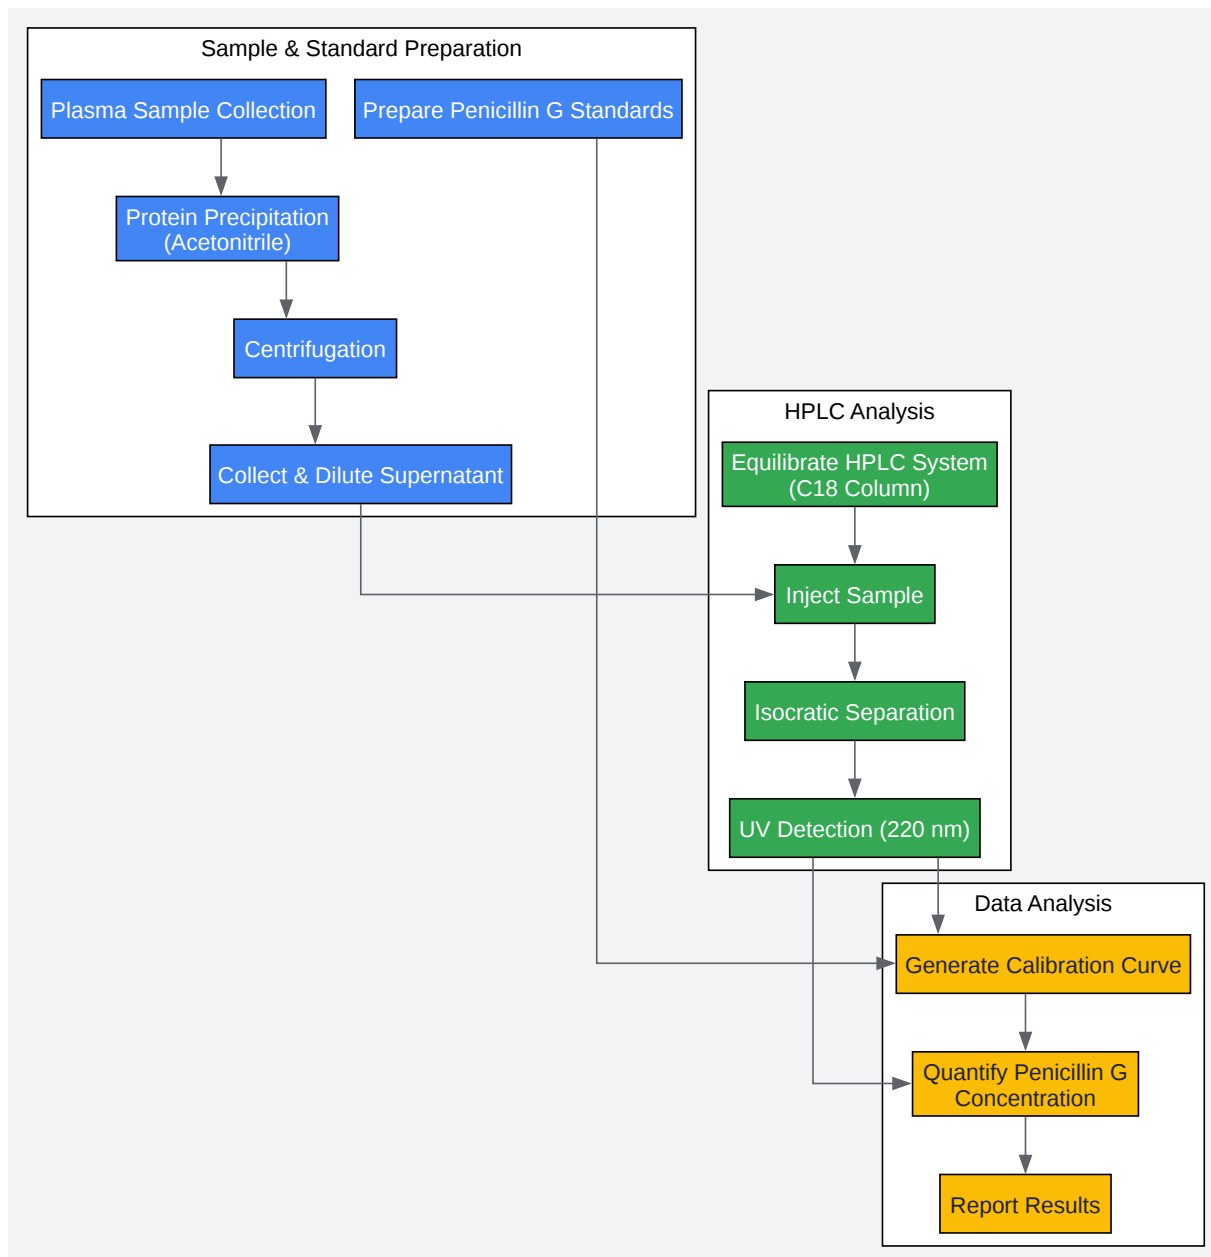 Sample & Standard Preparation
Plasma Sample Collection
Prepare Penicillin G Standards
Protein Precipitation
(Acetonitrile)
Centrifugation
Collect & Dilute Supernatant
HPLC Analysis
Equilibrate HPLC System
(C18 Column)
Inject Sample
Isocratic Separation
UV Detection (220 nm)
Data Analysis
Generate Calibration Curve
Quantify Penicillin G
Concentration
Report Results